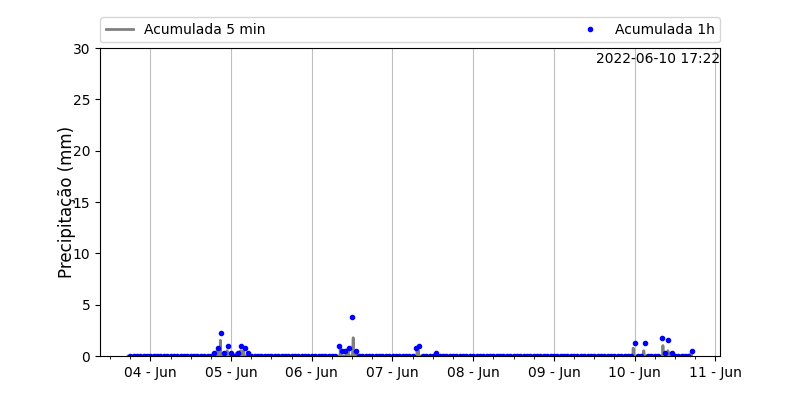 Acumulada 5 min
Acumulada 1h
2022-06-10 17:22
Precipitação (mm)
30
25
20
15
10
5
0
04 - Jun
05 - Jun
06 - Jun
07 - Jun
08 - Jun
09 - Jun
10 - Jun
11 - Jun